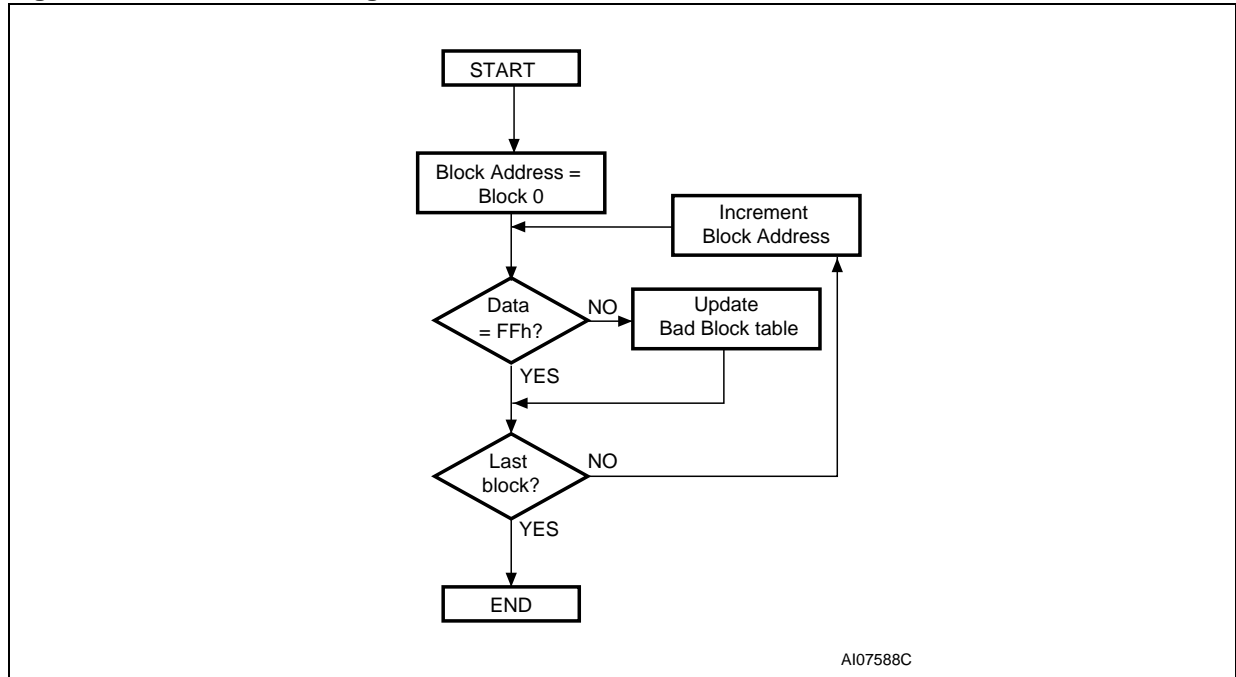 START
Block Address =
Block 0
Increment
Block Address
Data
= FFh?
NO
Update
Bad Block table
YES
Last
block?
NO
YES
END
AI07588C